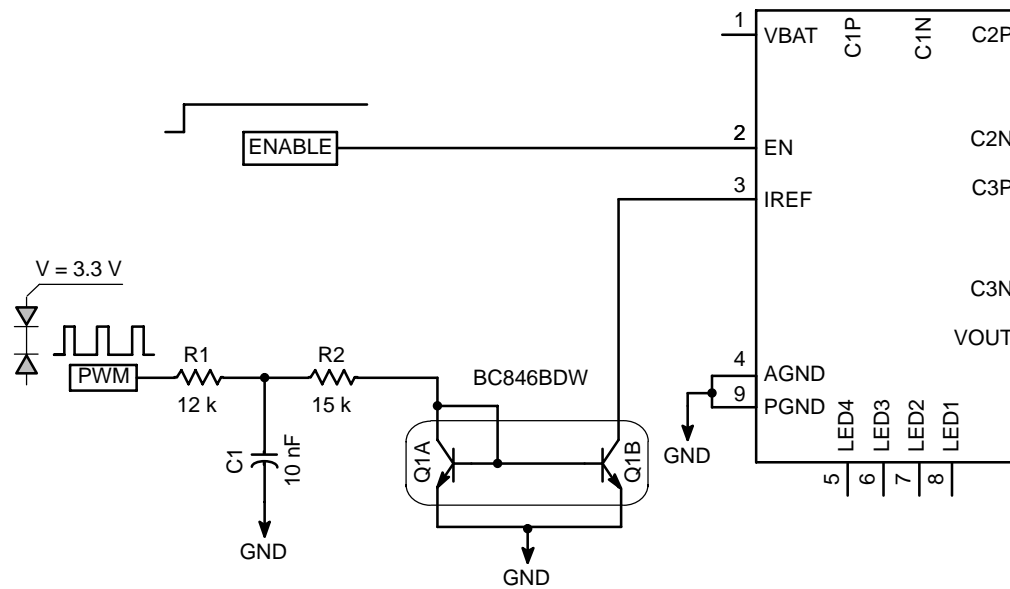 1
VBAT
C1P
C1N
C2P
ENABLE
2
EN
C2N
3
IREF
C3P
V = 3.3 V
C3N
VOUT
PWM
R1
12 k
R2
15 k
BC846BDW
4
AGND
9
PGND
GND
C1
10 nF
Q1A
Q1B
LED4
LED3
LED2
LED1
5
6
7
8
GND
GND